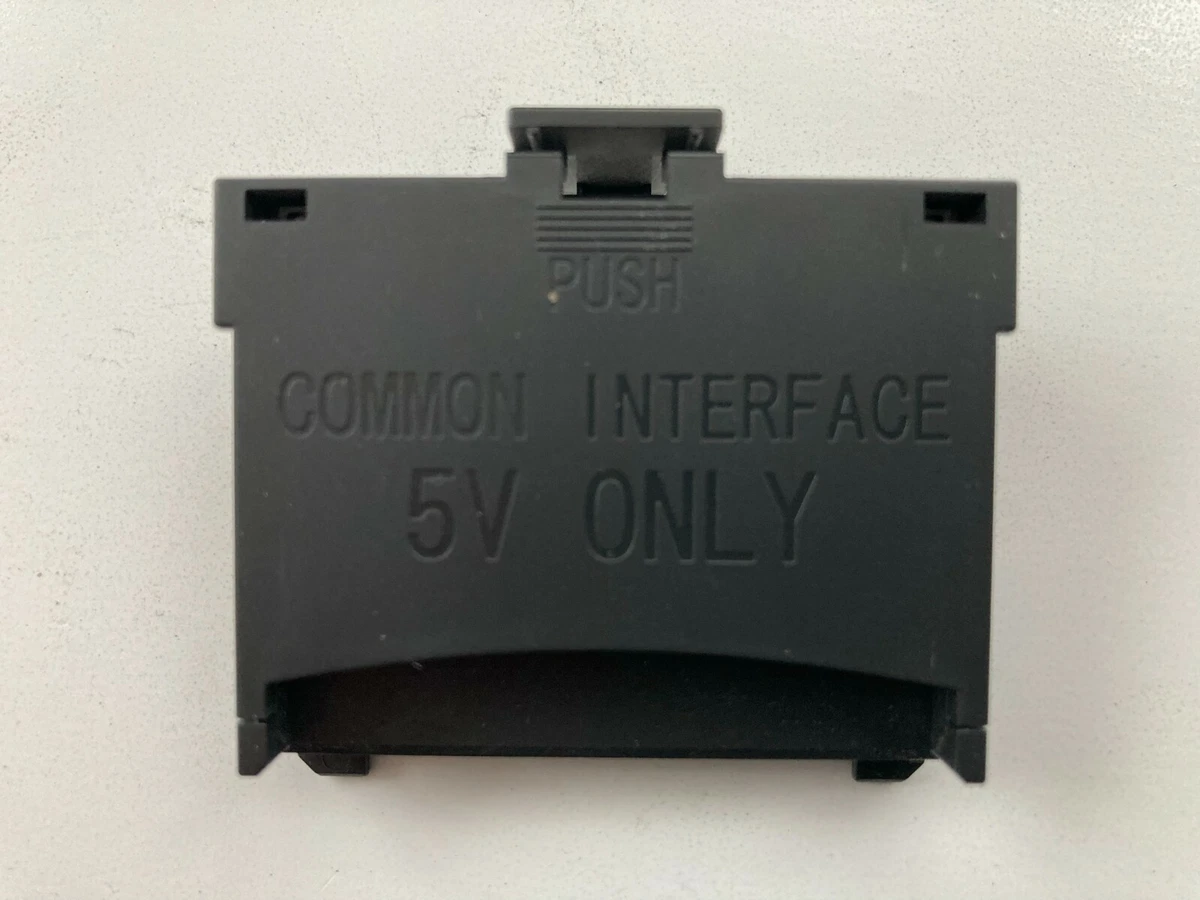 PUSH
COMMON INTERFACE
5V ONLY